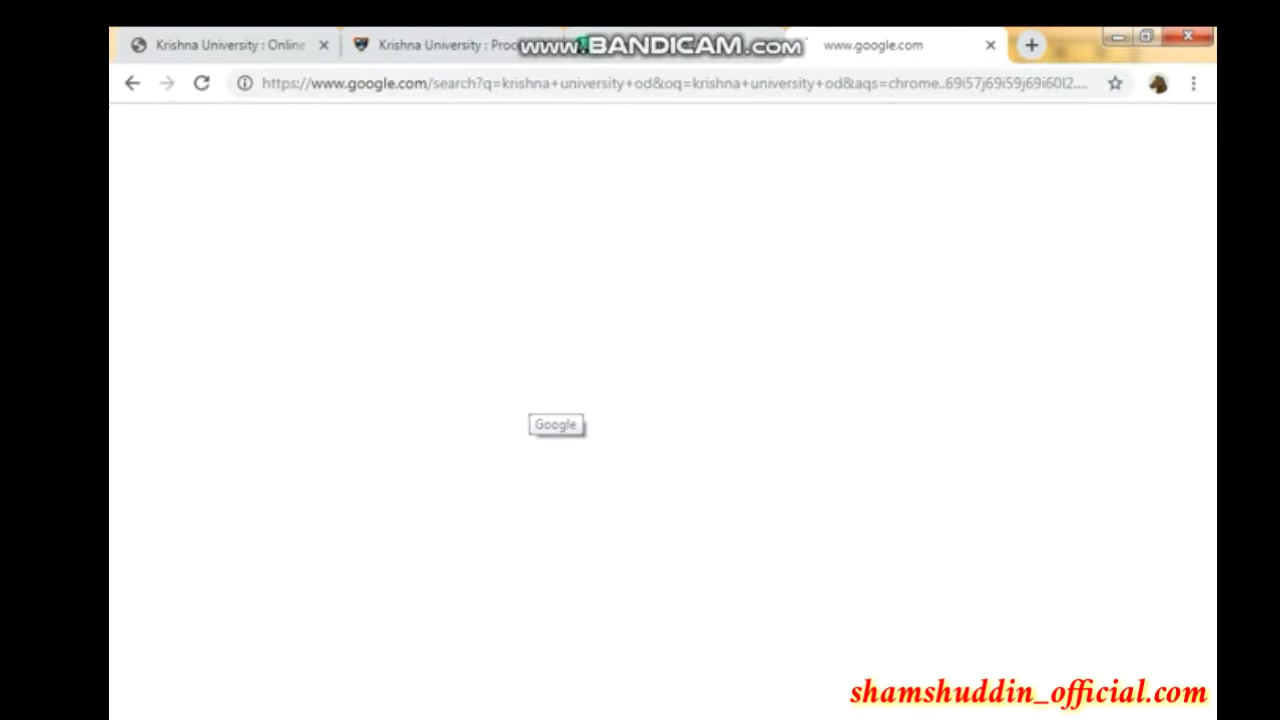 Krishna University : Online
Krishna University : Proc
www.BANDICAM.com
www.google.com
https://www.google.com/search?q=krishna+university+od&oq=krishna+university+od&aqs=chrome..69i57j69i59j69i60l2....
Google
shamshuddin_official.com